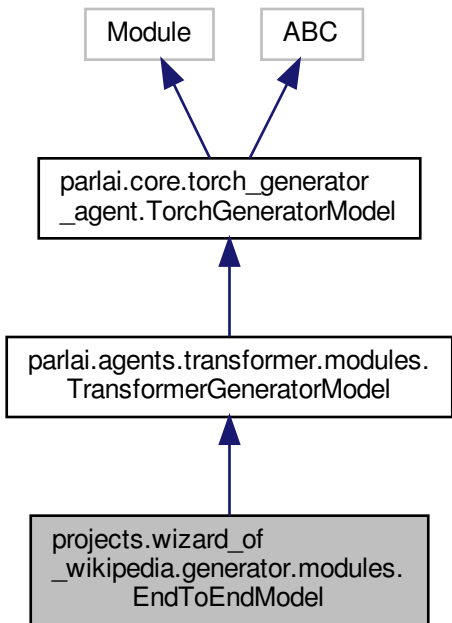 Module
ABC
parlai.core.torch_generator
_agent.TorchGeneratorModel
parlai.agents.transformer.modules.
TransformerGeneratorModel
projects.wizard_of
_wikipedia.generator.modules.
EndToEndModel